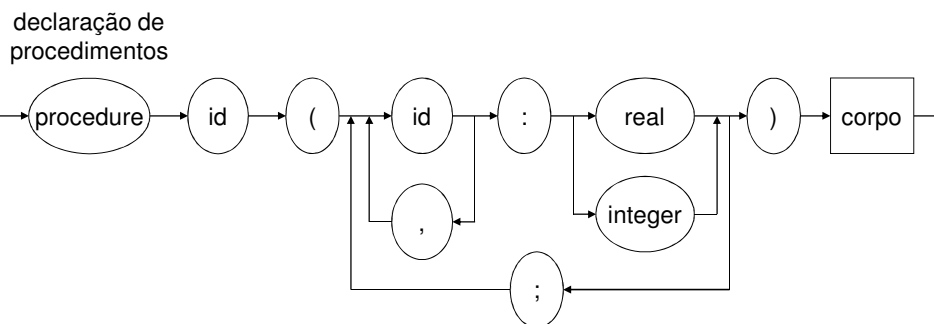 declaração de
procedimentos
procedure id ( id : real ) corpo
, integer
;